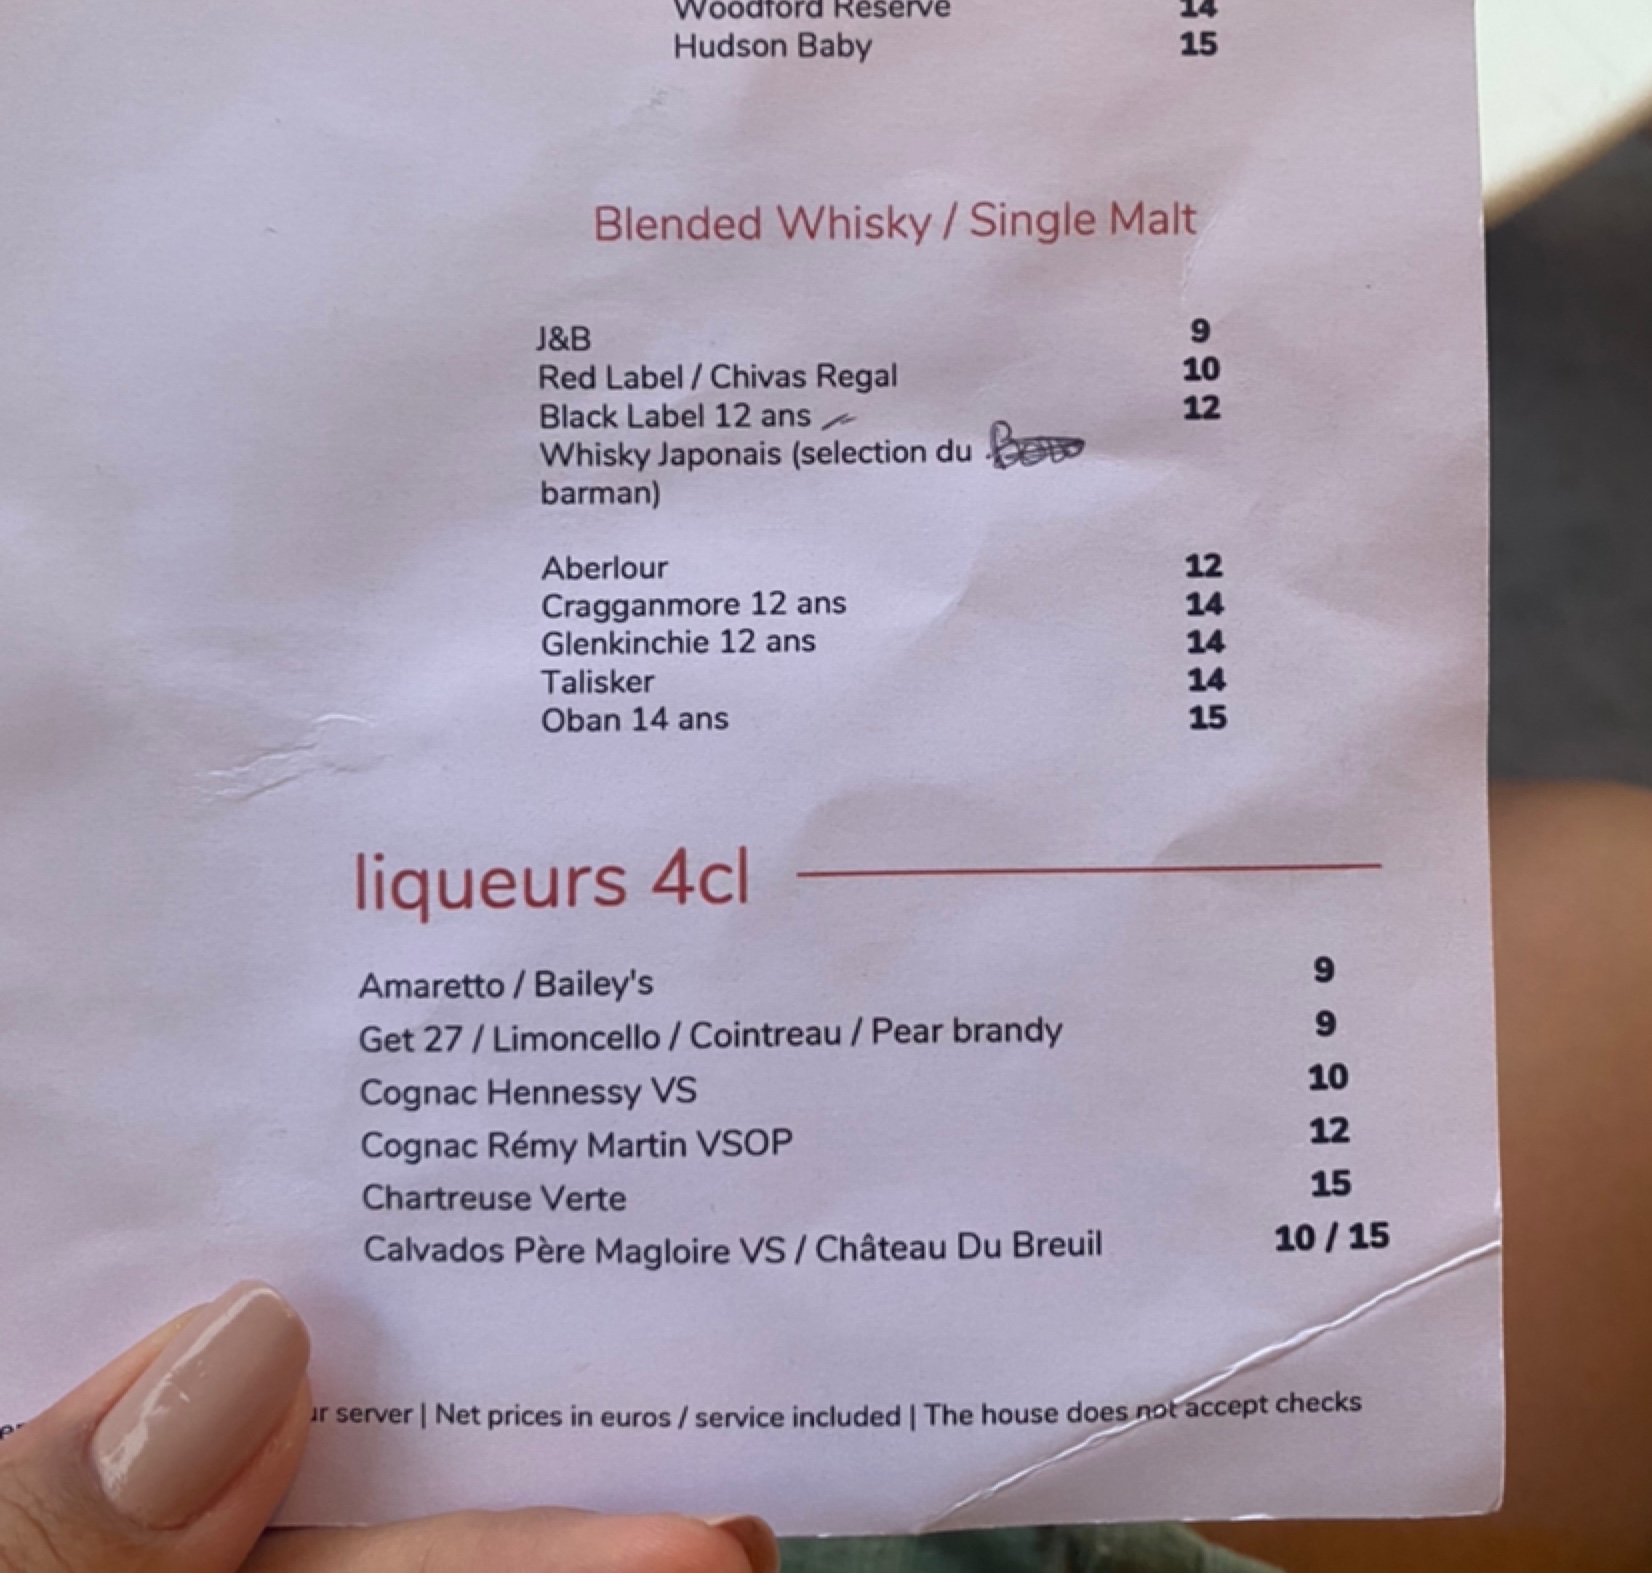 Woodford Reserve 14
Hudson Baby 15
Blended Whisky / Single Malt
J&B 9
Red Label / Chivas Regal 10
Black Label 12 ans 12
Whisky Japonais (selection du
barman)
Aberlour 12
Cragganmore 12 ans 14
Glenkinchie 12 ans 14
Talisker 14
Oban 14 ans 15
liqueurs 4cl
Amaretto / Bailey's 9
Get 27 / Limoncello / Cointreau / Pear brandy 9
Cognac Hennessy VS 10
Cognac Rémy Martin VSOP 12
Chartreuse Verte 15
Calvados Père Magloire VS / Château Du Breuil 10 / 15
server | Net prices in euros / service included | The house does not accept checks